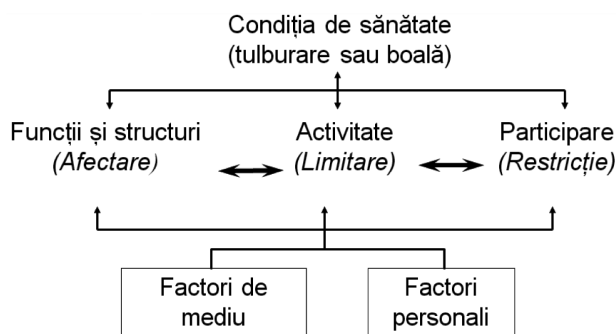 Condiția de sănătate
(tulburare sau boală)
Funcții și structuri
(Afectare)
Activitate
(Limitare)
Participare
(Restricție)
Factori de
mediu
Factori
personali